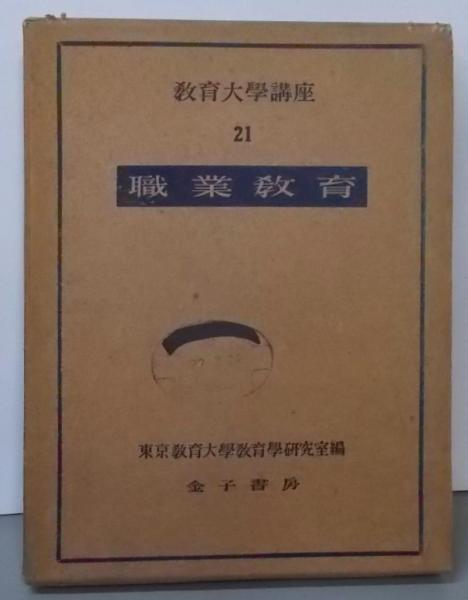 教育大學講座
21
職業教育
東京教育大學教育學研究室編
金子書房